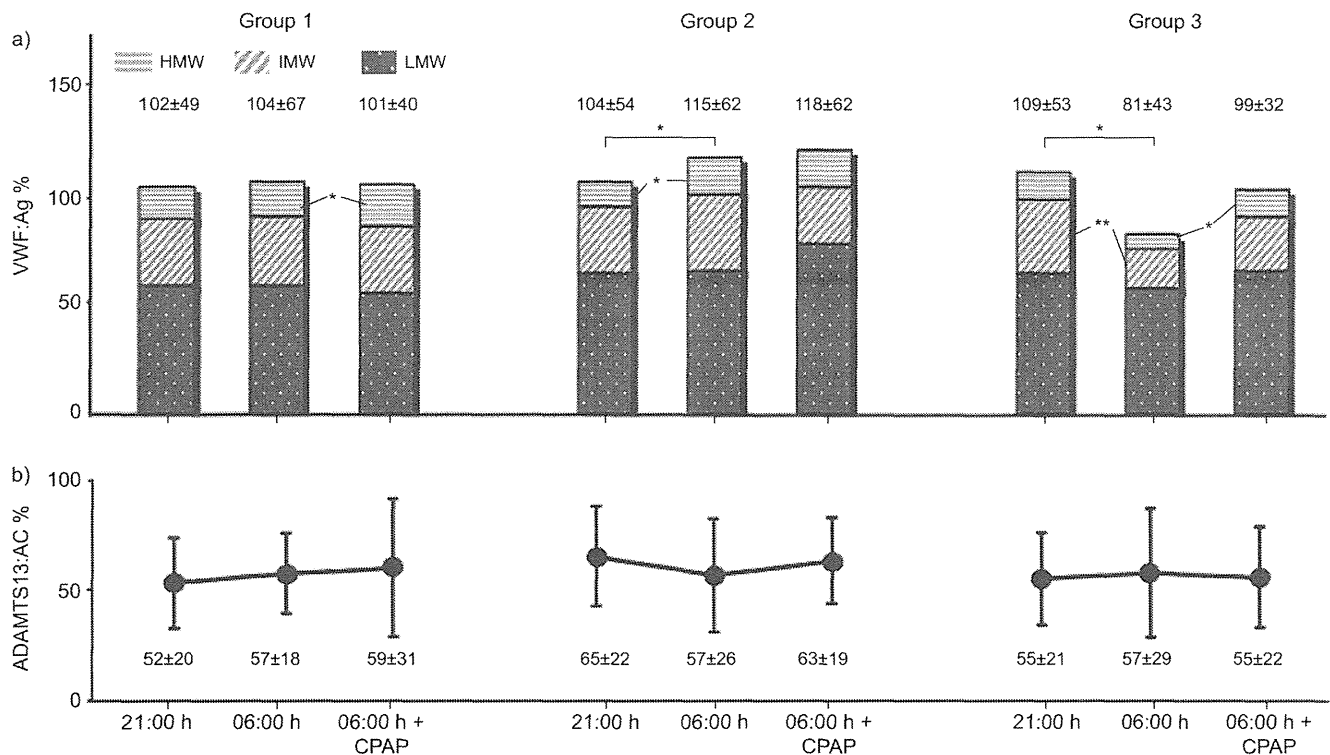 Group 1 Group 2 Group 3
a)
HMW IMW LMW
150
102±49 104±67 101±40 104±54 115±62 118±62 109±53 81±43 99±32
* *
* * ** *
100
VWF:Ag %
50
0
b)
100
ADAMTS13:AC %
50
52±20 57±18 59±31 65±22 57±26 63±19 55±21 57±29 55±22
0
21:00 h 06:00 h 06:00 h + 21:00 h 06:00 h 06:00 h + 21:00 h 06:00 h 06:00 h +
CPAP CPAP CPAP